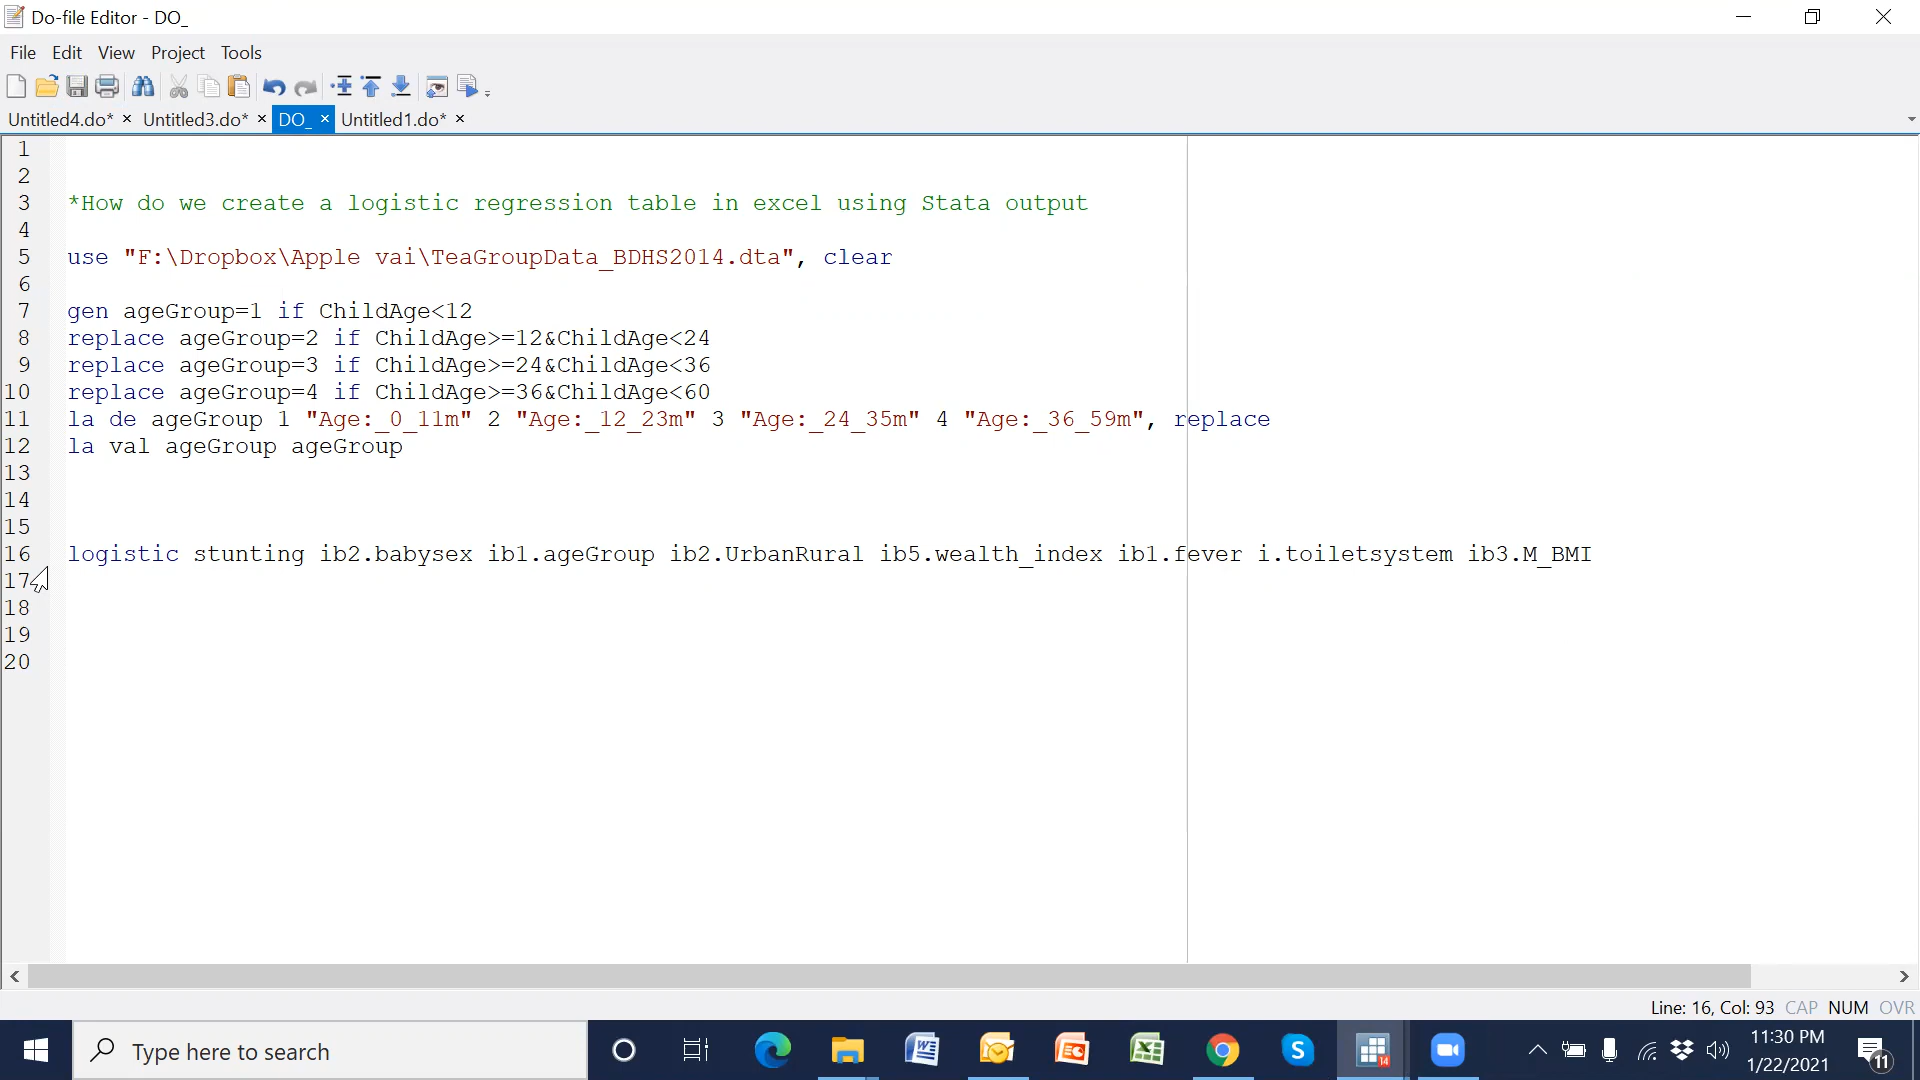 Do-file Editor - DO_
File Edit View Project Tools
Untitled4.do* × Untitled3.do* × DO_ × Untitled1.do* ×
1
2
3 *How do we create a logistic regression table in excel using Stata output
4
5 use "F:\Dropbox\Apple vai\TeaGroupData_BDHS2014.dta", clear
6
7 gen ageGroup=1 if ChildAge<12
8 replace ageGroup=2 if ChildAge>=12&ChildAge<24
9 replace ageGroup=3 if ChildAge>=24&ChildAge<36
10 replace ageGroup=4 if ChildAge>=36&ChildAge<60
11 la de ageGroup 1 "Age:_0_11m" 2 "Age:_12_23m" 3 "Age:_24_35m" 4 "Age:_36_59m", replace
12 la val ageGroup ageGroup
13
14
15
16 logistic stunting ib2.babysex ib1.ageGroup ib2.UrbanRural ib5.wealth_index ib1.fever i.toiletsystem ib3.M_BMI
17
18
19
20
Line: 16, Col: 93 CAP NUM OVR
Type here to search
14
11:30 PM
1/22/2021
11